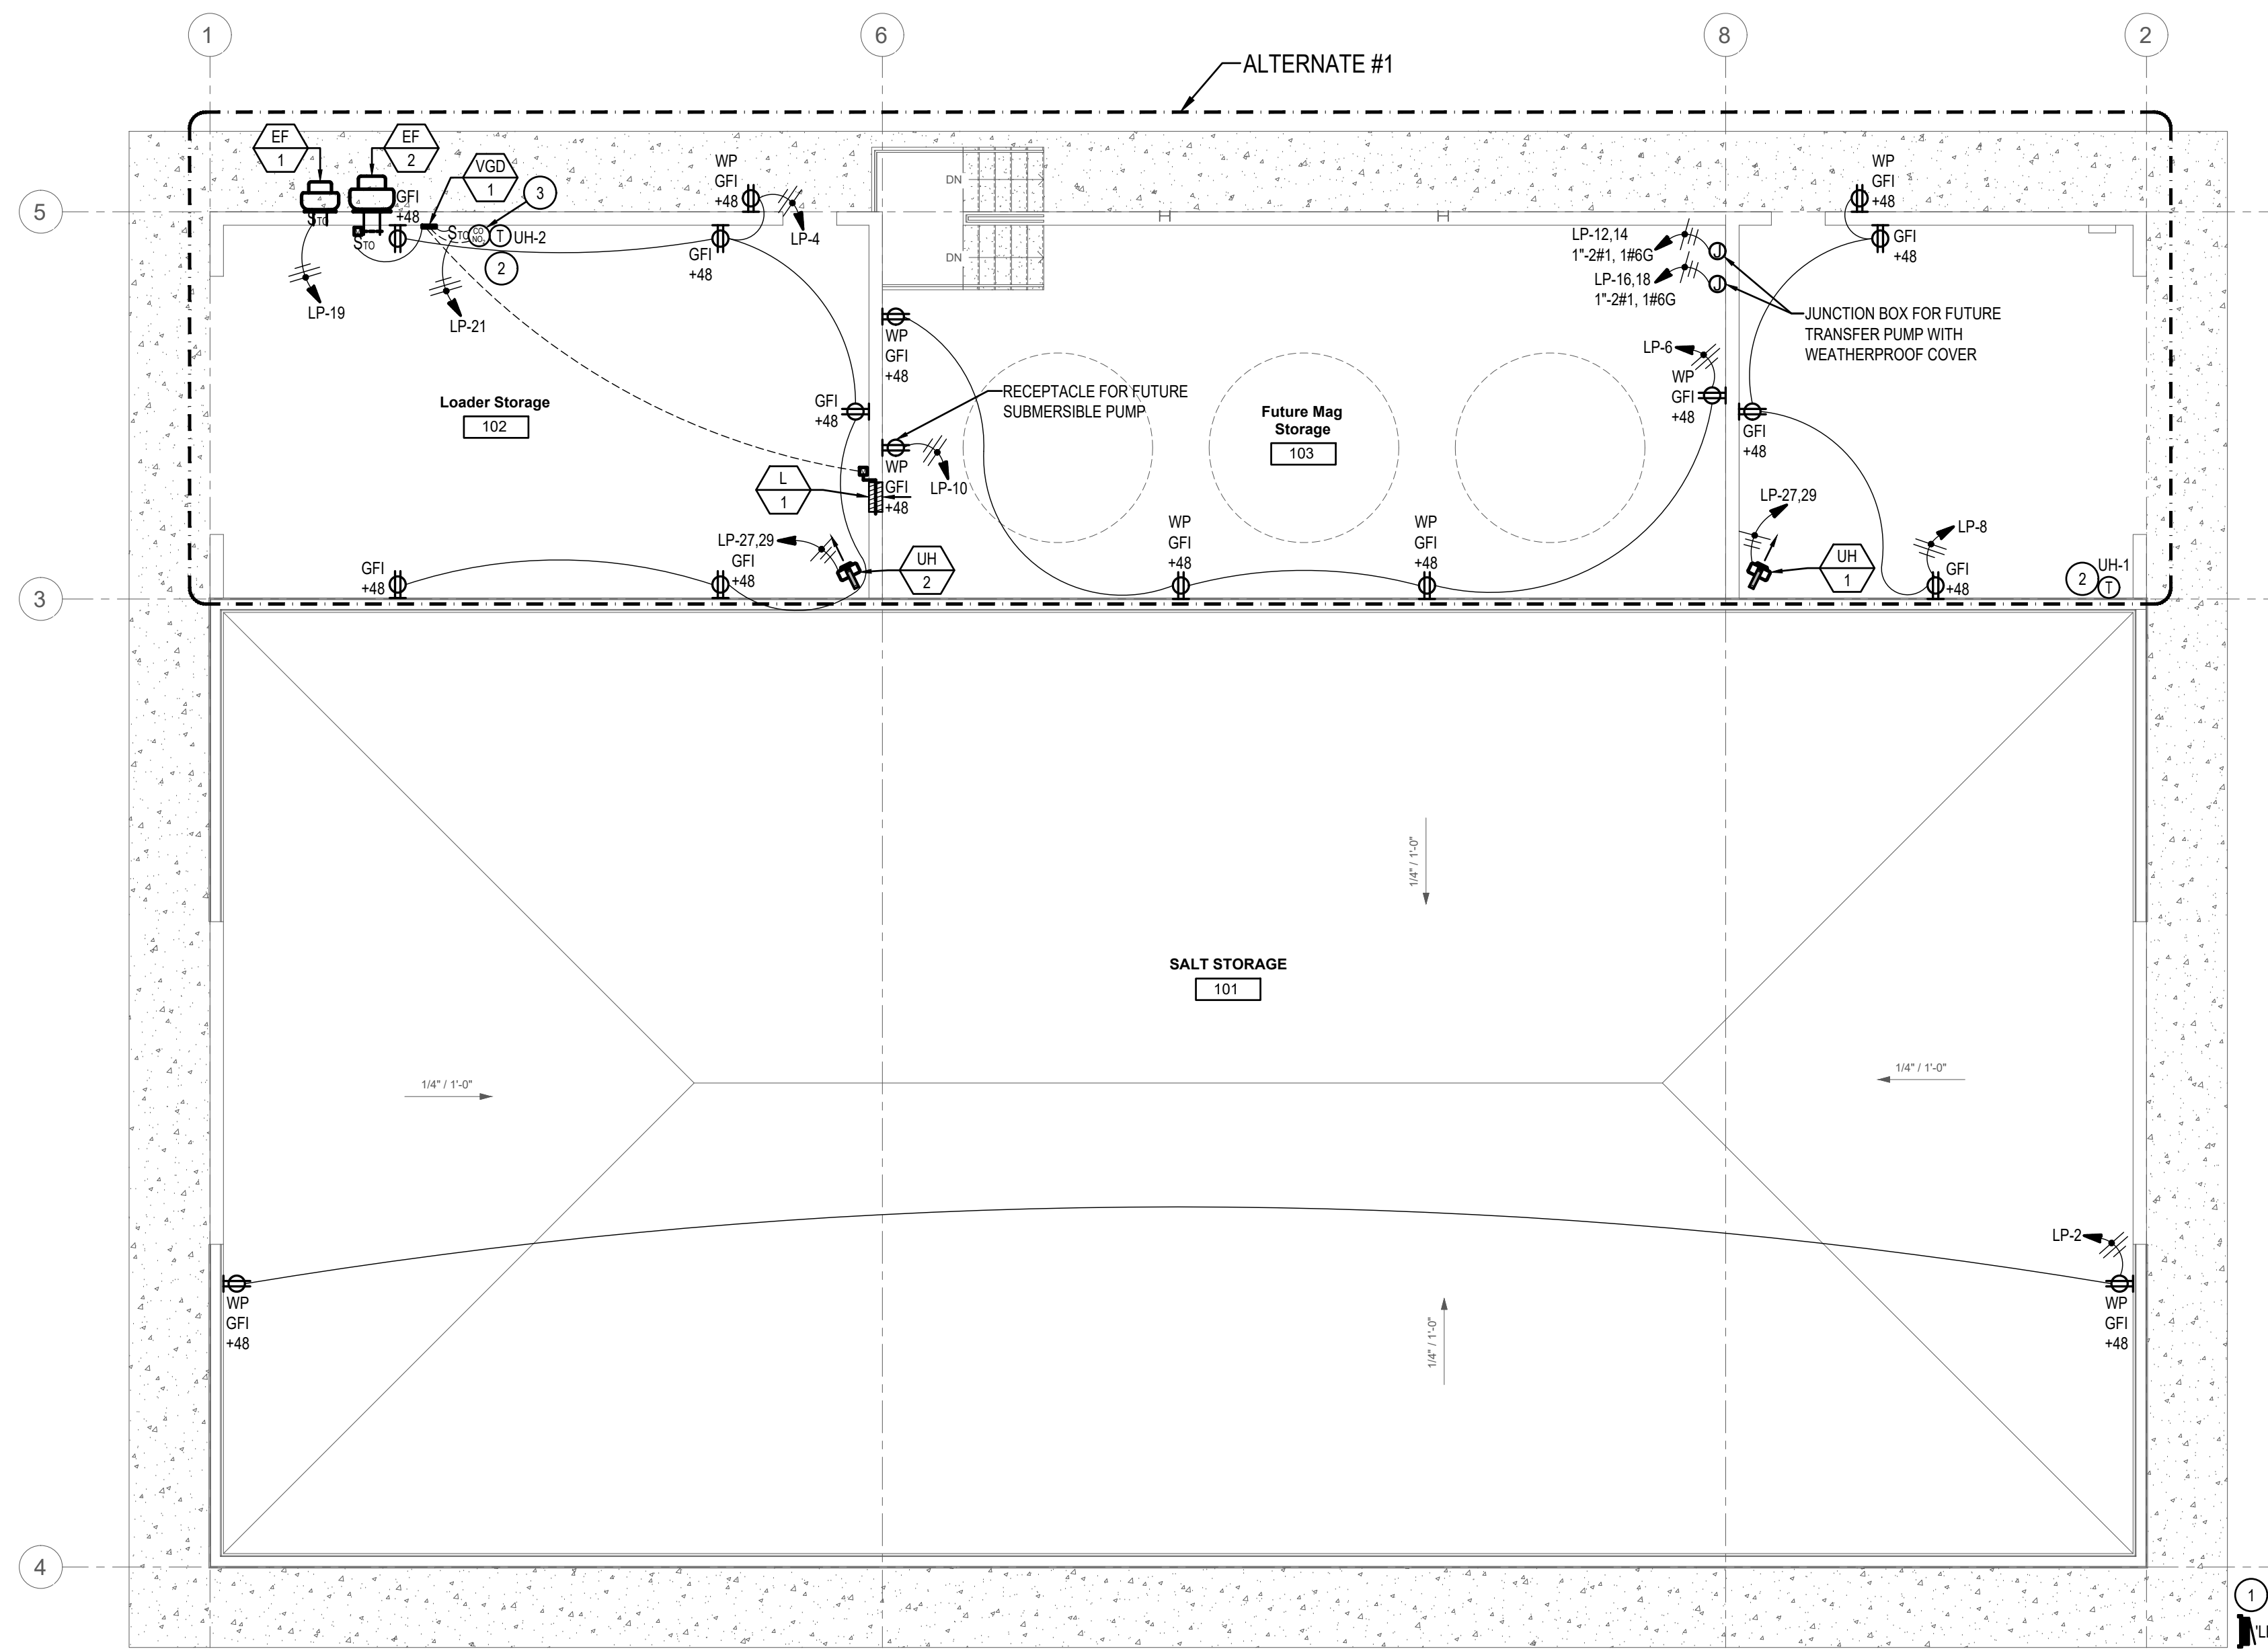 1
6
8
2
ALTERNATE #1
EF
1
EF
2
VGD
1
3
WP
GFI
+48
WP
GFI
+48
DN
5
GFI
+48
STO
STO
STO
CO
NO2
T
UH-2
LP-4
GFI
+48
2
DN
LP-12,14
1"-2#1, 1#6G
J
GFI
+48
LP-16,18
1"-2#1, 1#6G
J
LP-19
LP-21
JUNCTION BOX FOR FUTURE
TRANSFER PUMP WITH
WEATHERPROOF COVER
WP
GFI
+48
LP-6
WP
GFI
+48
RECEPTACLE FOR FUTURE
SUBMERSIBLE PUMP
Loader Storage
102
GFI
+48
Future Mag
Storage
103
GFI
+48
WP
GFI
+48
LP-10
L
1
LP-27,29
LP-27,29
GFI
+48
WP
GFI
+48
WP
GFI
+48
LP-8
GFI
+48
UH
2
UH
1
GFI
+48
2
UH-1
T
3
1/4" / 1'-0"
SALT STORAGE
101
1/4" / 1'-0"
1/4" / 1'-0"
LP-2
WP
GFI
+48
WP
GFI
+48
1/4" / 1'-0"
4
1